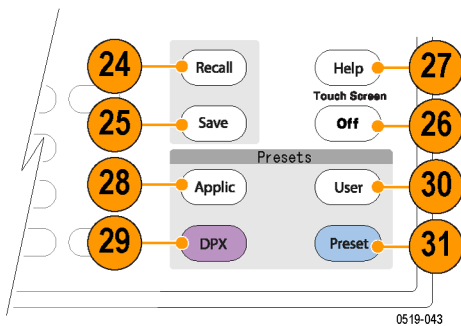 24 Recall Help 27
Touch Screen
25 Save Off 26
Presets
28 Applic User 30
29 DPX Preset 31
0519-043